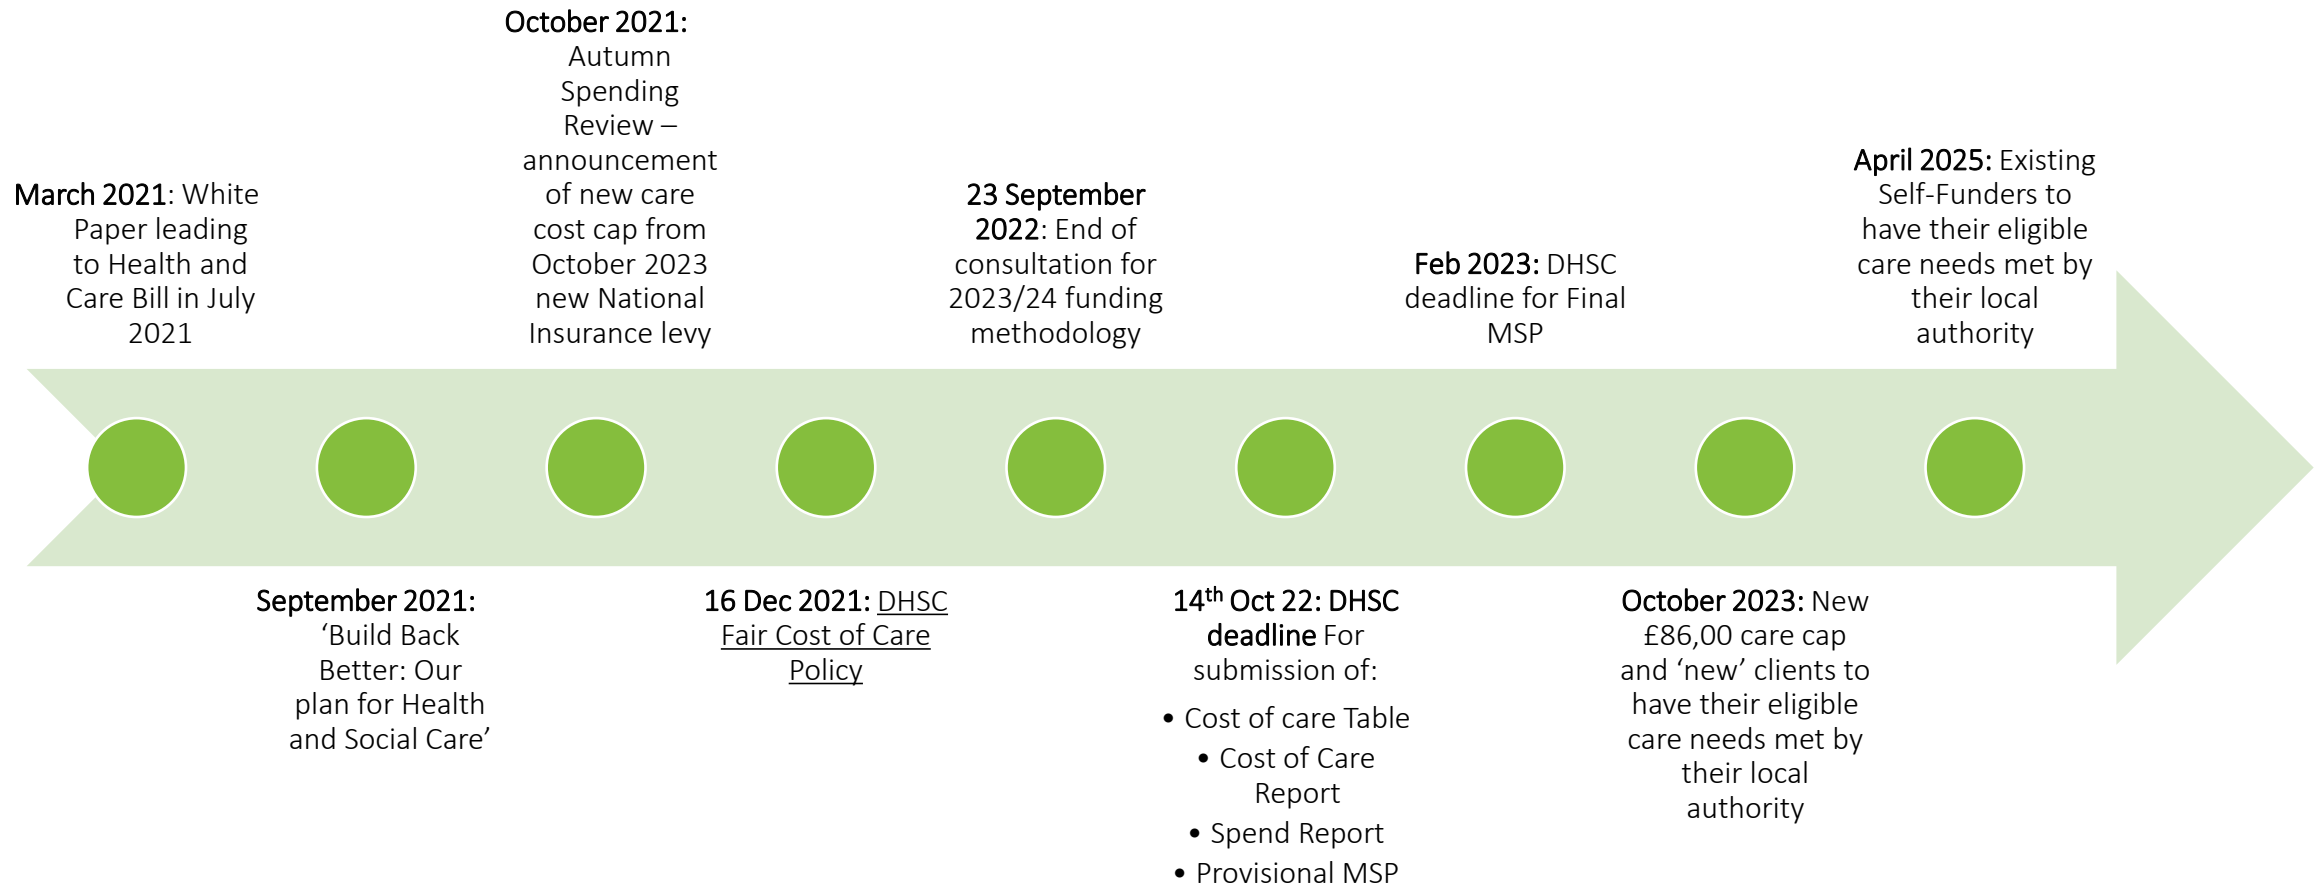 March 2021: White
Paper leading
to Health and
Care Bill in July
2021
September 2021:
‘Build Back
Better: Our
plan for Health
and Social Care’
October 2021:
Autumn
Spending
Review –
announcement
of new care
cost cap from
October 2023
new National
Insurance levy
16 Dec 2021: DHSC
Fair Cost of Care
Policy
23 September
2022: End of
consultation for
2023/24 funding
methodology
14th Oct 22: DHSC
deadline For
submission of:
• Cost of care Table
• Cost of Care
Report
• Spend Report
• Provisional MSP
Feb 2023: DHSC
deadline for Final
MSP
October 2023: New
£86,00 care cap
and ‘new’ clients to
have their eligible
care needs met by
their local
authority
April 2025: Existing
Self-Funders to
have their eligible
care needs met by
their local
authority